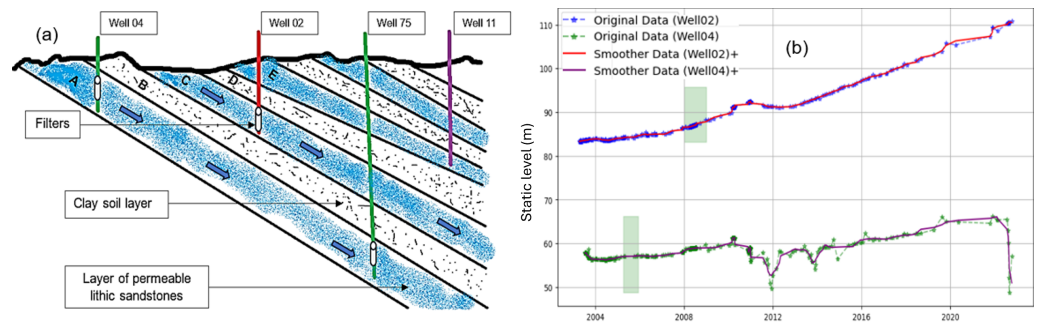 Well 04
Well 02
Well 75
Well 11
(a)
A
B
C
D
E
Filters
Clay soil layer
Layer of permeable
lithic sandstones
(b)
Original Data (Well02)
Original Data (Well04)
Smoother Data (Well02)+
Smoother Data (Well04)+
Static level (m)
110
100
90
80
70
60
50
2004
2008
2012
2016
2020